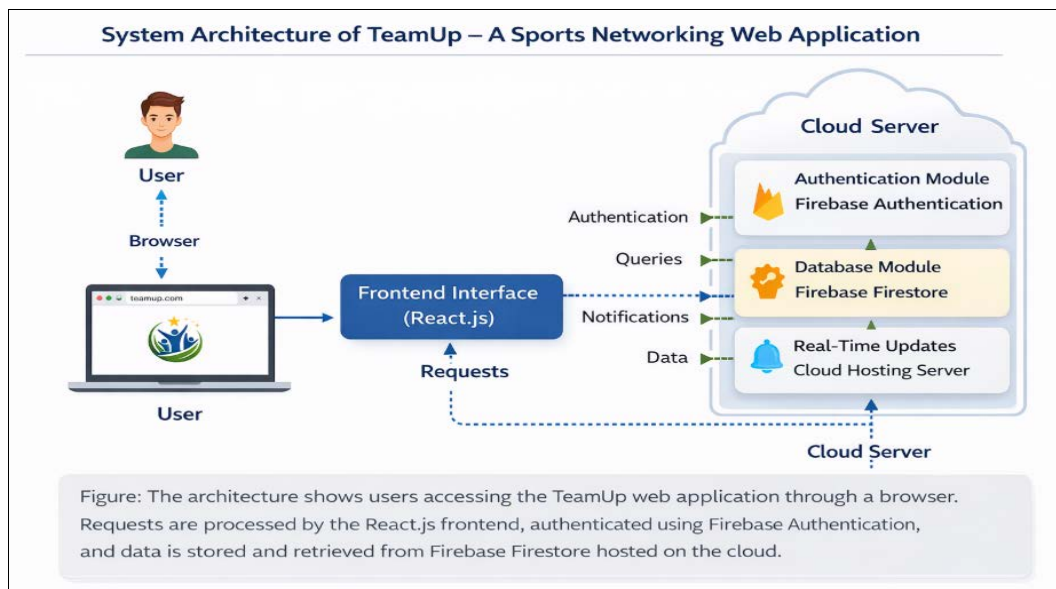 System Architecture of TeamUp – A Sports Networking Web Application
User
Browser
teamup.com
User
Frontend Interface
(React.js)
Requests
Authentication
Queries
Notifications
Data
Cloud Server
Authentication Module
Firebase Authentication
Database Module
Firebase Firestore
Real-Time Updates
Cloud Hosting Server
Cloud Server
Figure: The architecture shows users accessing the TeamUp web application through a browser.
Requests are processed by the React.js frontend, authenticated using Firebase Authentication,
and data is stored and retrieved from Firebase Firestore hosted on the cloud.